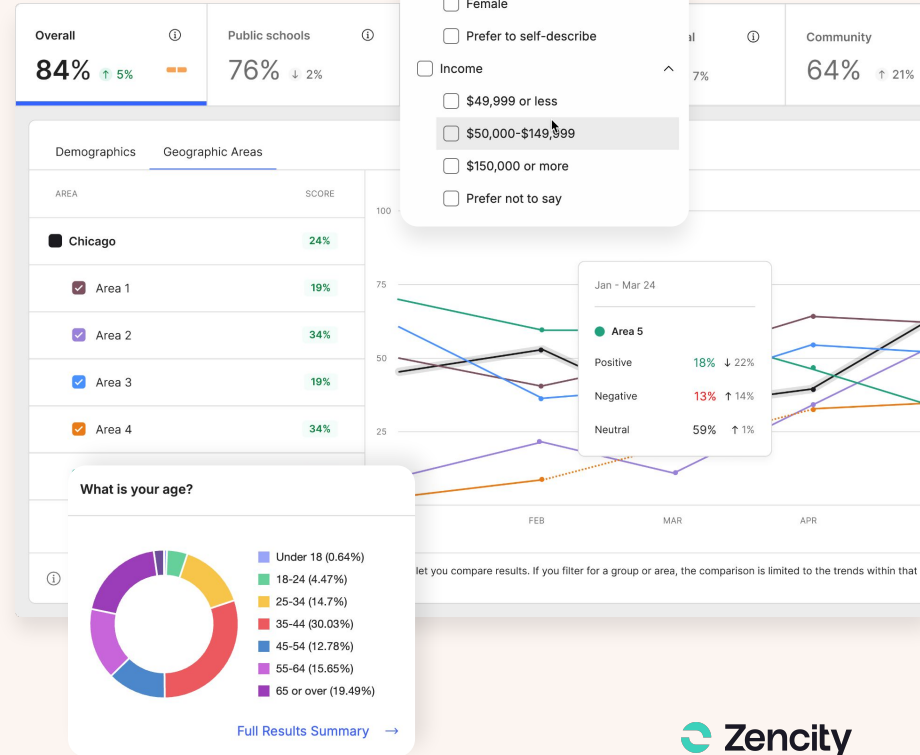 Female
Overall
Public schools
Prefer to self-describe
al
Community
84% ↑ 5%
76% ↓ 2%
Income
7%
64% ↑ 21%
$49,999 or less
$50,000-$149,999
$150,000 or more
Prefer not to say
Demographics Geographic Areas
AREA SCORE
Chicago 24%
Area 1 19%
Area 2 34%
Area 3 19%
Area 4 34%
100
75
50
25
Jan - Mar 24
Area 5
Positive 18% ↓ 22%
Negative 13% ↑ 14%
Neutral 59% ↑ 1%
FEB MAR APR
let you compare results. If you filter for a group or area, the comparison is limited to the trends within that
What is your age?
Under 18 (0.64%)
18-24 (4.47%)
25-34 (14.7%)
35-44 (30.03%)
45-54 (12.78%)
55-64 (15.65%)
65 or over (19.49%)
Full Results Summary →
Zencity